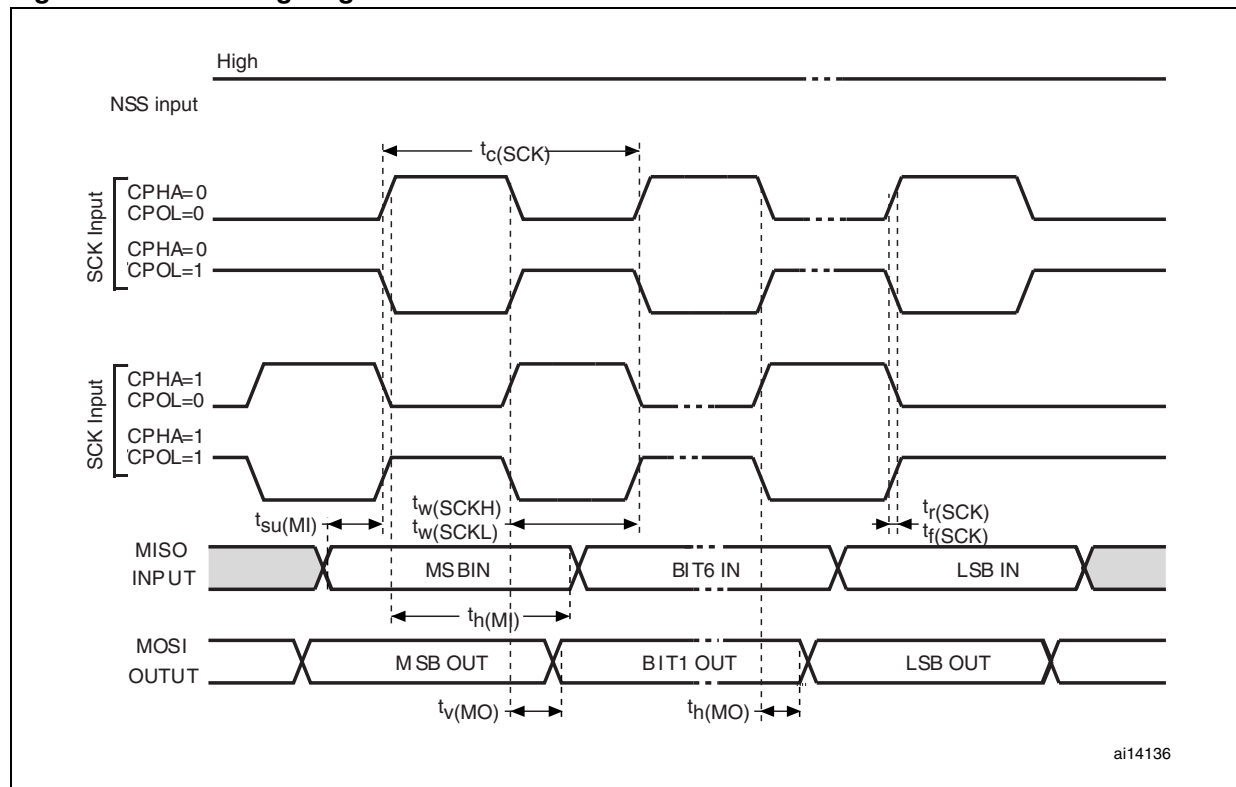 High
NSS input
tc(SCK)
SCK Input
CPHA=0
CPOL=0
CPHA=0
CPOL=1
SCK Input
CPHA=1
CPOL=0
CPHA=1
CPOL=1
tsu(MI)
tw(SCKH)
tw(SCKL)
tr(SCK)
tf(SCK)
MISO
INPUT
MSBIN
BIT6 IN
LSB IN
th(MI)
MOSI
OUTUT
MSB OUT
BIT1 OUT
LSB OUT
tv(MO)
th(MO)
ai14136